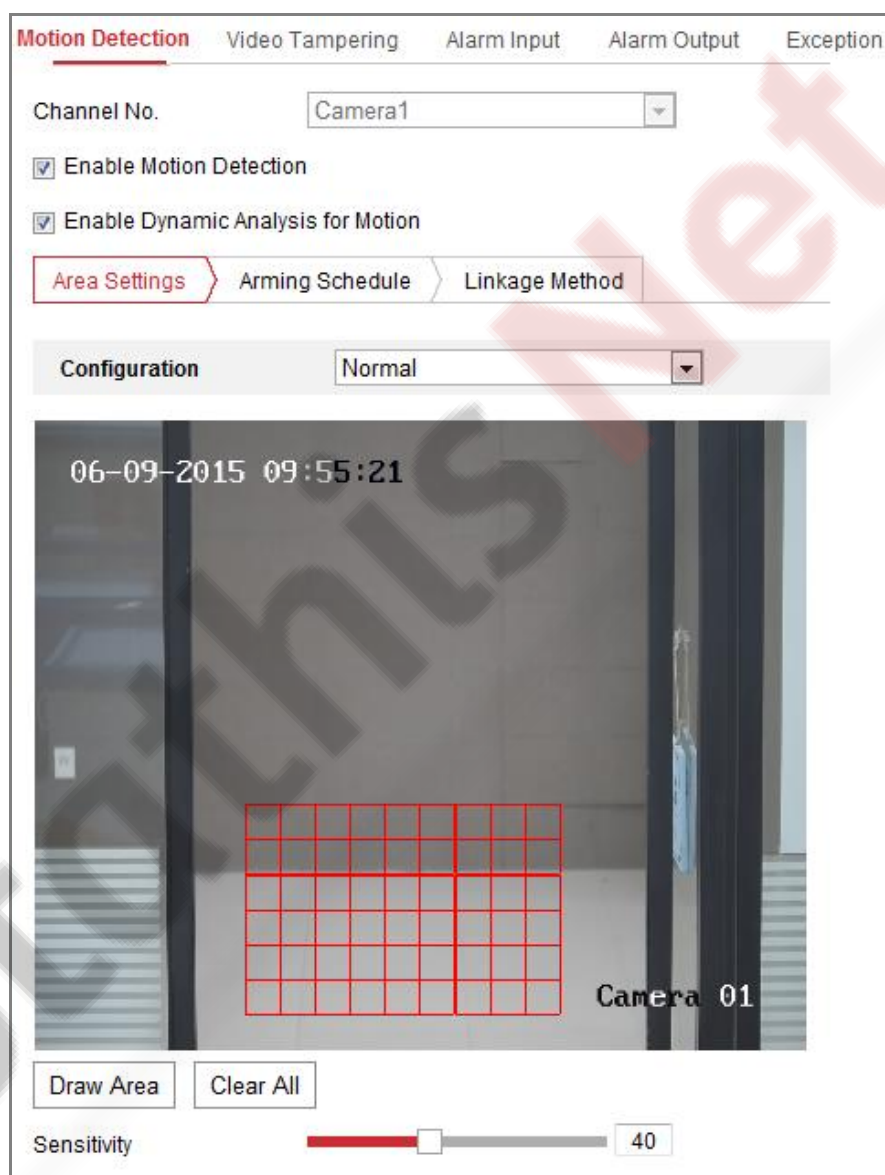 Motion Detection Video Tampering Alarm Input Alarm Output Exception
Channel No. Camera1
Enable Motion Detection
Enable Dynamic Analysis for Motion
Area Settings Arming Schedule Linkage Method
Configuration Normal
06-09-2015 09:55:21
Camera 01
Draw Area Clear All
Sensitivity 40
StathisNet